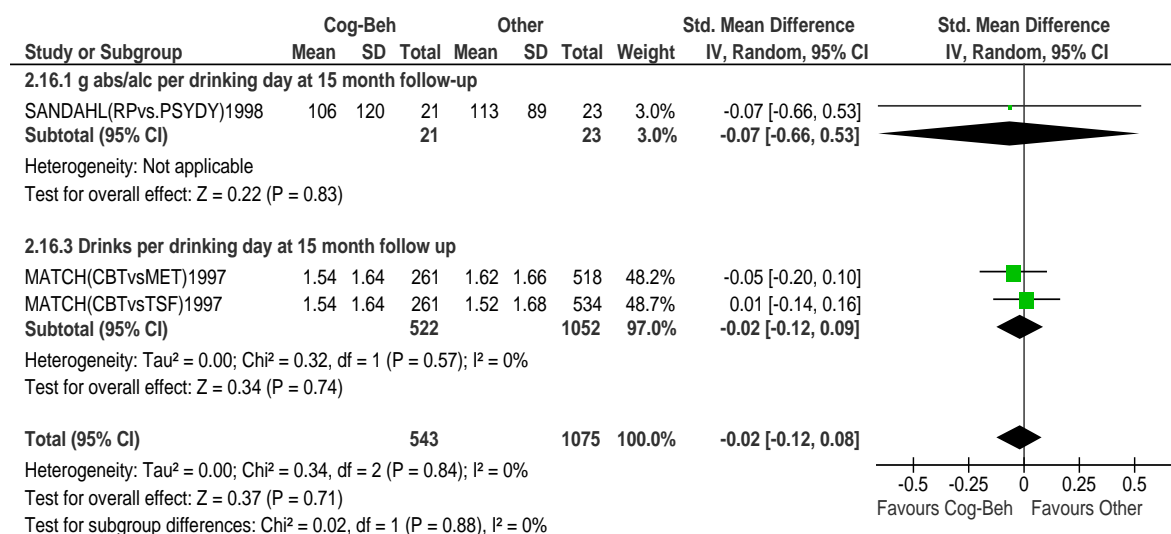 Cog-Beh Other Std. Mean Difference Std. Mean Difference
Study or Subgroup Mean SD Total Mean SD Total Weight IV, Random, 95% CI IV, Random, 95% CI
2.16.1 g abs/alc per drinking day at 15 month follow-up
SANDAHL(RPvs.PSYDY)1998 106 120 21 113 89 23 3.0% -0.07 [-0.66, 0.53]
Subtotal (95% CI) 21 23 3.0% -0.07 [-0.66, 0.53]
Heterogeneity: Not applicable
Test for overall effect: Z = 0.22 (P = 0.83)
2.16.3 Drinks per drinking day at 15 month follow up
MATCH(CBTvsMET)1997 1.54 1.64 261 1.62 1.66 518 48.2% -0.05 [-0.20, 0.10]
MATCH(CBTvsTSF)1997 1.54 1.64 261 1.52 1.68 534 48.7% 0.01 [-0.14, 0.16]
Subtotal (95% CI) 522 1052 97.0% -0.02 [-0.12, 0.09]
Heterogeneity: Tau² = 0.00; Chi² = 0.32, df = 1 (P = 0.57); I² = 0%
Test for overall effect: Z = 0.34 (P = 0.74)
Total (95% CI) 543 1075 100.0% -0.02 [-0.12, 0.08]
Heterogeneity: Tau² = 0.00; Chi² = 0.34, df = 2 (P = 0.84); I² = 0%
Test for overall effect: Z = 0.37 (P = 0.71)
Test for subgroup differences: Chi² = 0.02, df = 1 (P = 0.88), I² = 0%
-0.5 -0.25 0 0.25 0.5
Favours Cog-Beh Favours Other